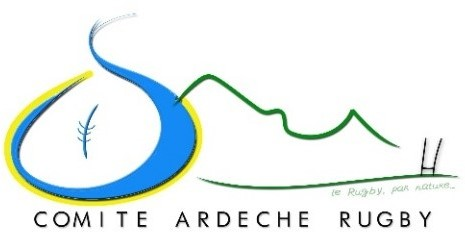 le Rugby, par nature...
COMITE ARDECHE RUGBY